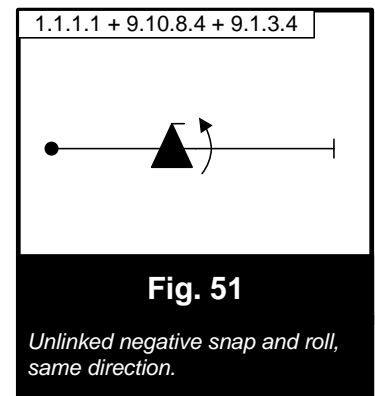 1.1.1.1 + 9.10.8.4 + 9.1.3.4
Fig. 51
Unlinked negative snap and roll,
same direction.